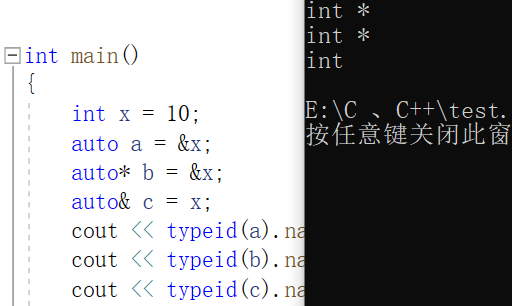 int main()
{
int x = 10;
auto a = &x;
auto* b = &x;
auto& c = x;
cout << typeid(a).na
cout << typeid(b).na
cout << typeid(c).na
int *
int *
int
E:\C 、C++\test.
按任意键关闭此窗